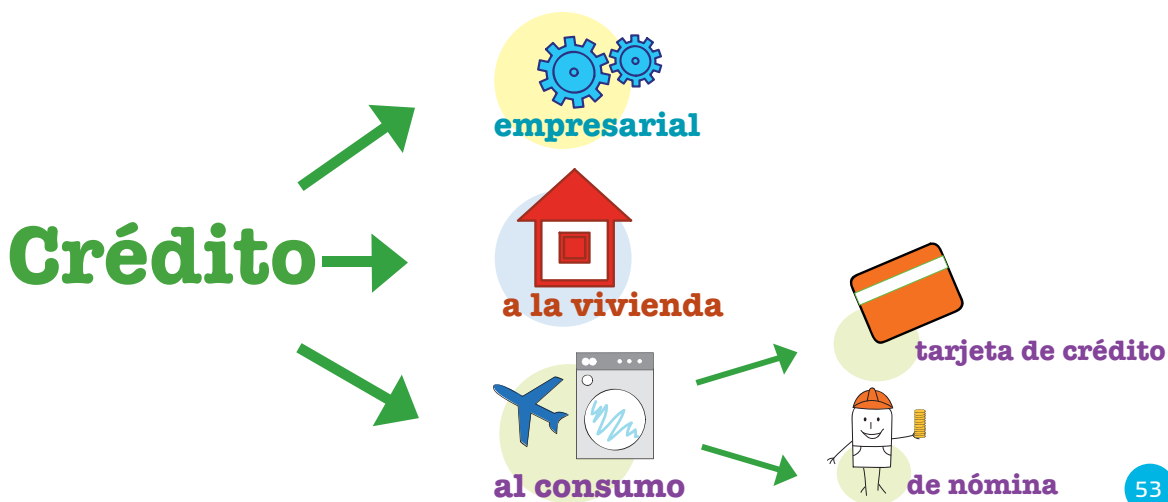 Crédito
empresarial
a la vivienda
al consumo
tarjeta de crédito
de nómina
53